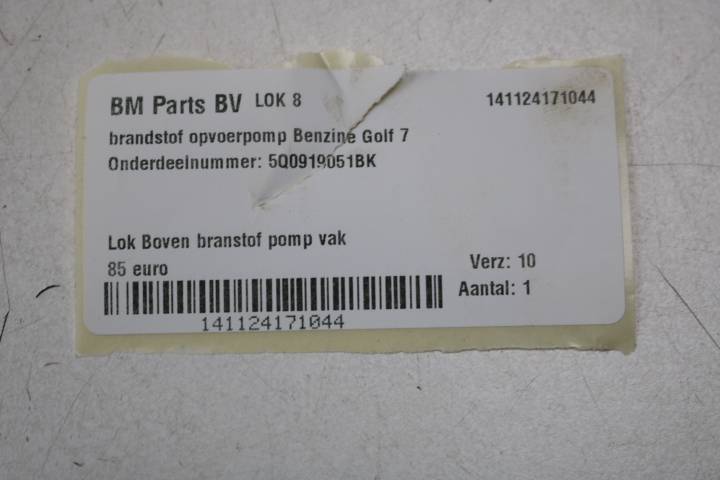 BM Parts BV LOK 8 141124171044
brandstof opvoerpomp Benzine Golf 7
Onderdeelnummer: 5Q0919051BK
Lok Boven branstof pomp vak
85 euro Verz: 10
Aantal: 1
141124171044